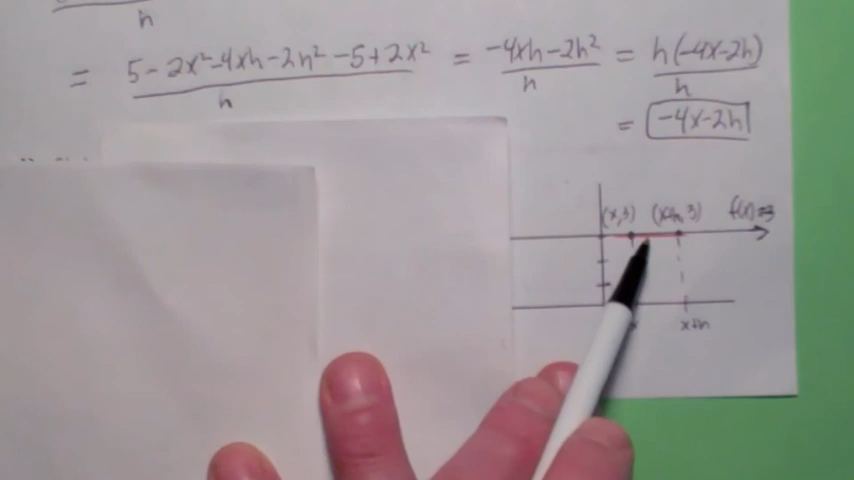 h
= 5-2x²-4xh-2h²-5+2x² / h = -4xh-2h² / h = h(-4x-2h) / h
= -4x-2h
(x,3) (x+h,3) f(x)=3
x x+h